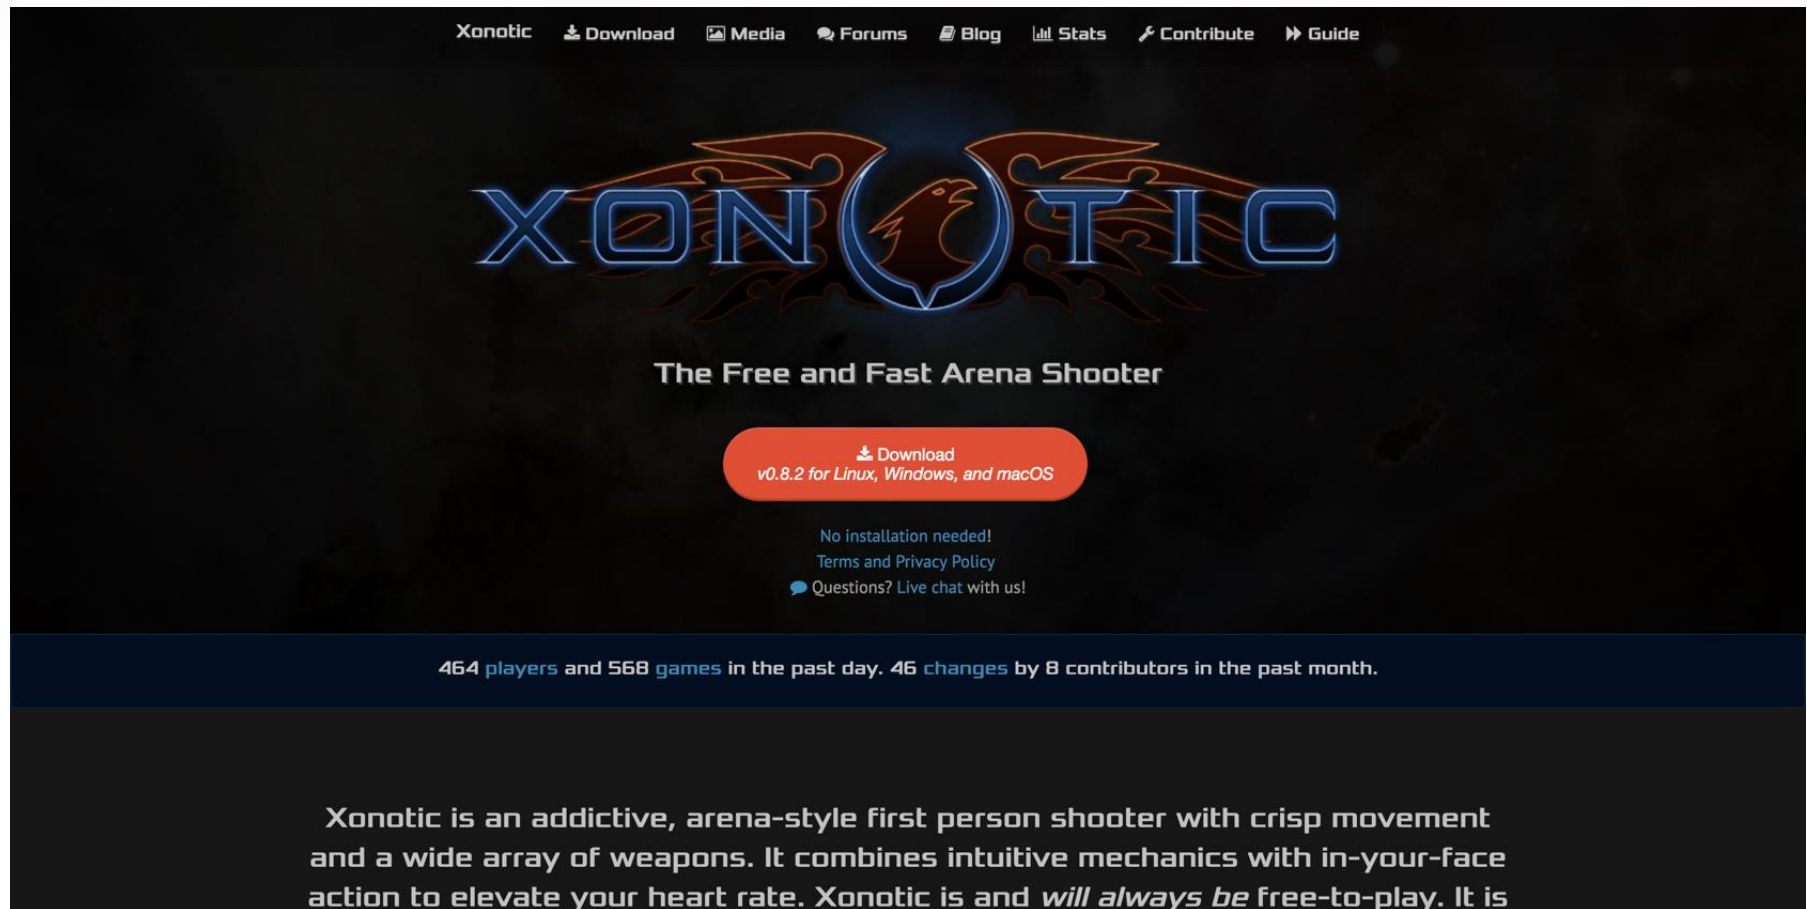 Xonotic Download Media Forums Blog Stats Contribute Guide
XONOTIC
The Free and Fast Arena Shooter
Download
v0.8.2 for Linux, Windows, and macOS
No installation needed!
Terms and Privacy Policy
Questions? Live chat with us!
464 players and 568 games in the past day. 46 changes by 8 contributors in the past month.
Xonotic is an addictive, arena-style first person shooter with crisp movement
and a wide array of weapons. It combines intuitive mechanics with in-your-face
action to elevate your heart rate. Xonotic is and will always be free-to-play. It is